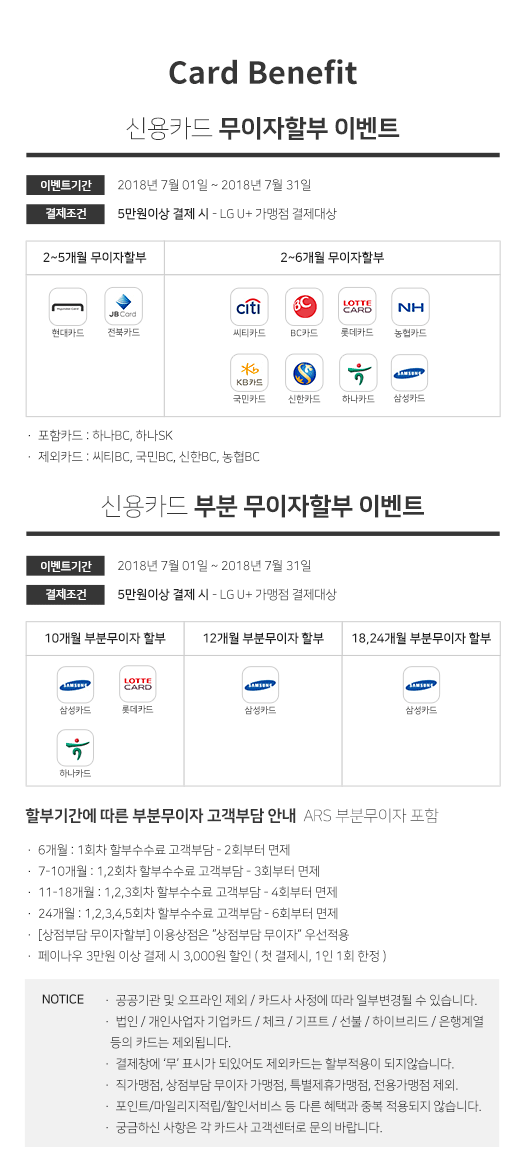 Card Benefit
신용카드 무이자할부 이벤트
이벤트기간 2018년 7월 01일 ~ 2018년 7월 31일
결제조건 5만원이상 결제 시 - LG U+ 가맹점 결제대상
2~5개월 무이자할부 2~6개월 무이자할부
JB Card citi BC LOTTE CARD NH
현대카드 전북카드 씨티카드 BC카드 롯데카드 농협카드
KB카드 SAMSUNG
국민카드 신한카드 하나카드 삼성카드
· 포함카드 : 하나BC, 하나SK
· 제외카드 : 씨티BC, 국민BC, 신한BC, 농협BC
신용카드 부분 무이자할부 이벤트
이벤트기간 2018년 7월 01일 ~ 2018년 7월 31일
결제조건 5만원이상 결제 시 - LG U+ 가맹점 결제대상
10개월 부분무이자 할부 12개월 부분무이자 할부 18,24개월 부분무이자 할부
SAMSUNG LOTTE CARD SAMSUNG SAMSUNG
삼성카드 롯데카드 삼성카드 삼성카드
하나카드
할부기간에 따른 부분무이자 고객부담 안내 ARS 부분무이자 포함
· 6개월 : 1회차 할부수수료 고객부담 - 2회부터 면제
· 7-10개월 : 1,2회차 할부수수료 고객부담 - 3회부터 면제
· 11-18개월 : 1,2,3회차 할부수수료 고객부담 - 4회부터 면제
· 24개월 : 1,2,3,4,5회차 할부수수료 고객부담 - 6회부터 면제
· [상점부담 무이자할부] 이용상점은 "상점부담 무이자" 우선적용
· 페이나우 3만원 이상 결제 시 3,000원 할인 ( 첫 결제시, 1인 1회 한정 )
NOTICE · 공공기관 및 오프라인 제외 / 카드사 사정에 따라 일부변경될 수 있습니다.
· 법인 / 개인사업자 기업카드 / 체크 / 기프트 / 선불 / 하이브리드 / 은행계열
등의 카드는 제외됩니다.
· 결제창에 '무' 표시가 되있어도 제외카드는 할부적용이 되지않습니다.
· 직가맹점, 상점부담 무이자 가맹점, 특별제휴가맹점, 전용가맹점 제외.
· 포인트/마일리지적립/할인서비스 등 다른 혜택과 중복 적용되지 않습니다.
· 궁금하신 사항은 각 카드사 고객센터로 문의 바랍니다.